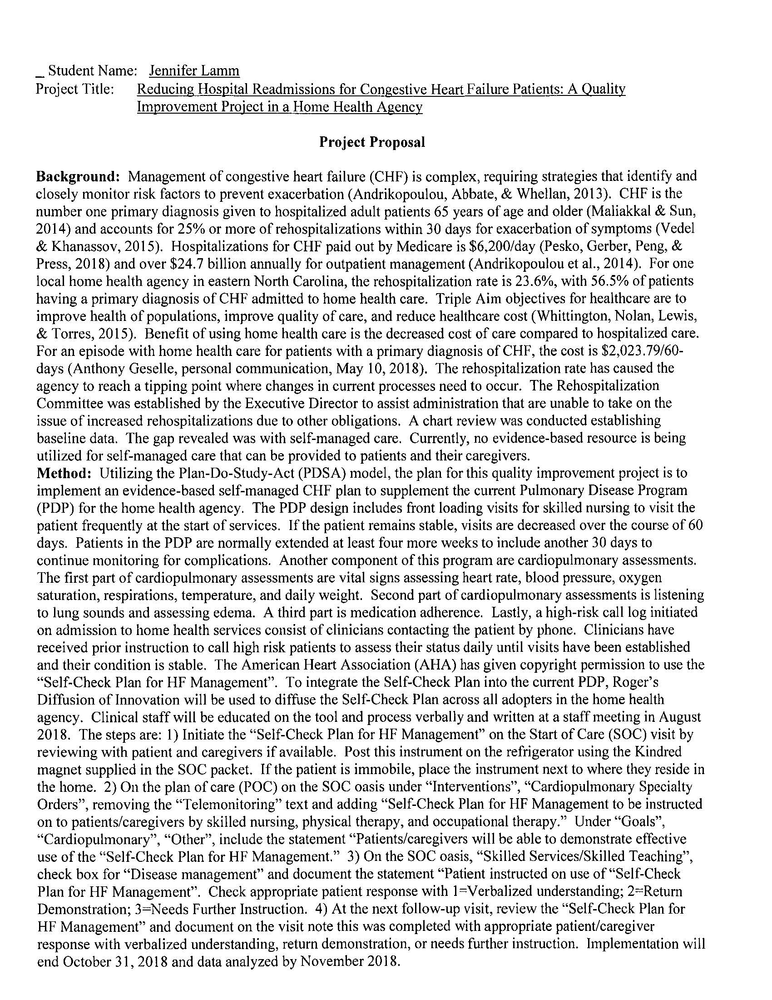 _ Student Name: Jennifer Lamm
Project Title: Reducing Hospital Readmissions for Congestive Heart Failure Patients: A Quality
Improvement Project in a Home Health Agency
Project Proposal
Background: Management of congestive heart failure (CHF) is complex, requiring strategies that identify and
closely monitor risk factors to prevent exacerbation (Andrikopoulou, Abbate, & Whellan, 2013). CHF is the
number one primary diagnosis given to hospitalized adult patients 65 years of age and older (Maliakkal & Sun,
2014) and accounts for 25% or more of rehospitalizations within 30 days for exacerbation of symptoms (Vedel
& Khanassov, 2015). Hospitalizations for CHF paid out by Medicare is $6,200/day (Pesko, Gerber, Peng, &
Press, 2018) and over $24.7 billion annually for outpatient management (Andrikopoulou et al., 2014). For one
local home health agency in eastern North Carolina, the rehospitalization rate is 23.6%, with 56.5% of patients
having a primary diagnosis of CHF admitted to home health care. Triple Aim objectives for healthcare are to
improve health of populations, improve quality of care, and reduce healthcare cost (Whittington, Nolan, Lewis,
& Torres, 2015). Benefit of using home health care is the decreased cost of care compared to hospitalized care.
For an episode with home health care for patients with a primary diagnosis of CHF, the cost is $2,023.79/60-
days (Anthony Geselle, personal communication, May 10, 2018). The rehospitalization rate has caused the
agency to reach a tipping point where changes in current processes need to occur. The Rehospitalization
Committee was established by the Executive Director to assist administration that are unable to take on the
issue of increased rehospitalizations due to other obligations. A chart review was conducted establishing
baseline data. The gap revealed was with self-managed care. Currently, no evidence-based resource is being
utilized for self-managed care that can be provided to patients and their caregivers.
Method: Utilizing the Plan-Do-Study-Act (PDSA) model, the plan for this quality improvement project is to
implement an evidence-based self-managed CHF plan to supplement the current Pulmonary Disease Program
(PDP) for the home health agency. The PDP design includes front loading visits for skilled nursing to visit the
patient frequently at the start of services. If the patient remains stable, visits are decreased over the course of 60
days. Patients in the PDP are normally extended at least four more weeks to include another 30 days to
continue monitoring for complications. Another component of this program are cardiopulmonary assessments.
The first part of cardiopulmonary assessments are vital signs assessing heart rate, blood pressure, oxygen
saturation, respirations, temperature, and daily weight. Second part of cardiopulmonary assessments is listening
to lung sounds and assessing edema. A third part is medication adherence. Lastly, a high-risk call log initiated
on admission to home health services consist of clinicians contacting the patient by phone. Clinicians have
received prior instruction to call high risk patients to assess their status daily until visits have been established
and their condition is stable. The American Heart Association (AHA) has given copyright permission to use the
“Self-Check Plan for HF Management”. To integrate the Self-Check Plan into the current PDP, Roger’s
Diffusion of Innovation will be used to diffuse the Self-Check Plan across all adopters in the home health
agency. Clinical staff will be educated on the tool and process verbally and written at a staff meeting in August
2018. The steps are: 1) Initiate the “Self-Check Plan for HF Management” on the Start of Care (SOC) visit by
reviewing with patient and caregivers if available. Post this instrument on the refrigerator using the Kindred
magnet supplied in the SOC packet. If the patient is immobile, place the instrument next to where they reside in
the home. 2) On the plan of care (POC) on the SOC oasis under “Interventions”, “Cardiopulmonary Specialty
Orders”, removing the “Telemonitoring” text and adding “Self-Check Plan for HF Management to be instructed
on to patients/caregivers by skilled nursing, physical therapy, and occupational therapy.” Under “Goals”,
“Cardiopulmonary”, “Other”, include the statement “Patients/caregivers will be able to demonstrate effective
use of the “Self-Check Plan for HF Management.” 3) On the SOC oasis, “Skilled Services/Skilled Teaching”,
check box for “Disease management” and document the statement “Patient instructed on use of “Self-Check
Plan for HF Management”. Check appropriate patient response with 1=Verbalized understanding; 2=Return
Demonstration; 3=Needs Further Instruction. 4) At the next follow-up visit, review the “Self-Check Plan for
HF Management” and document on the visit note this was completed with appropriate patient/caregiver
response with verbalized understanding, return demonstration, or needs further instruction. Implementation will
end October 31, 2018 and data analyzed by November 2018.